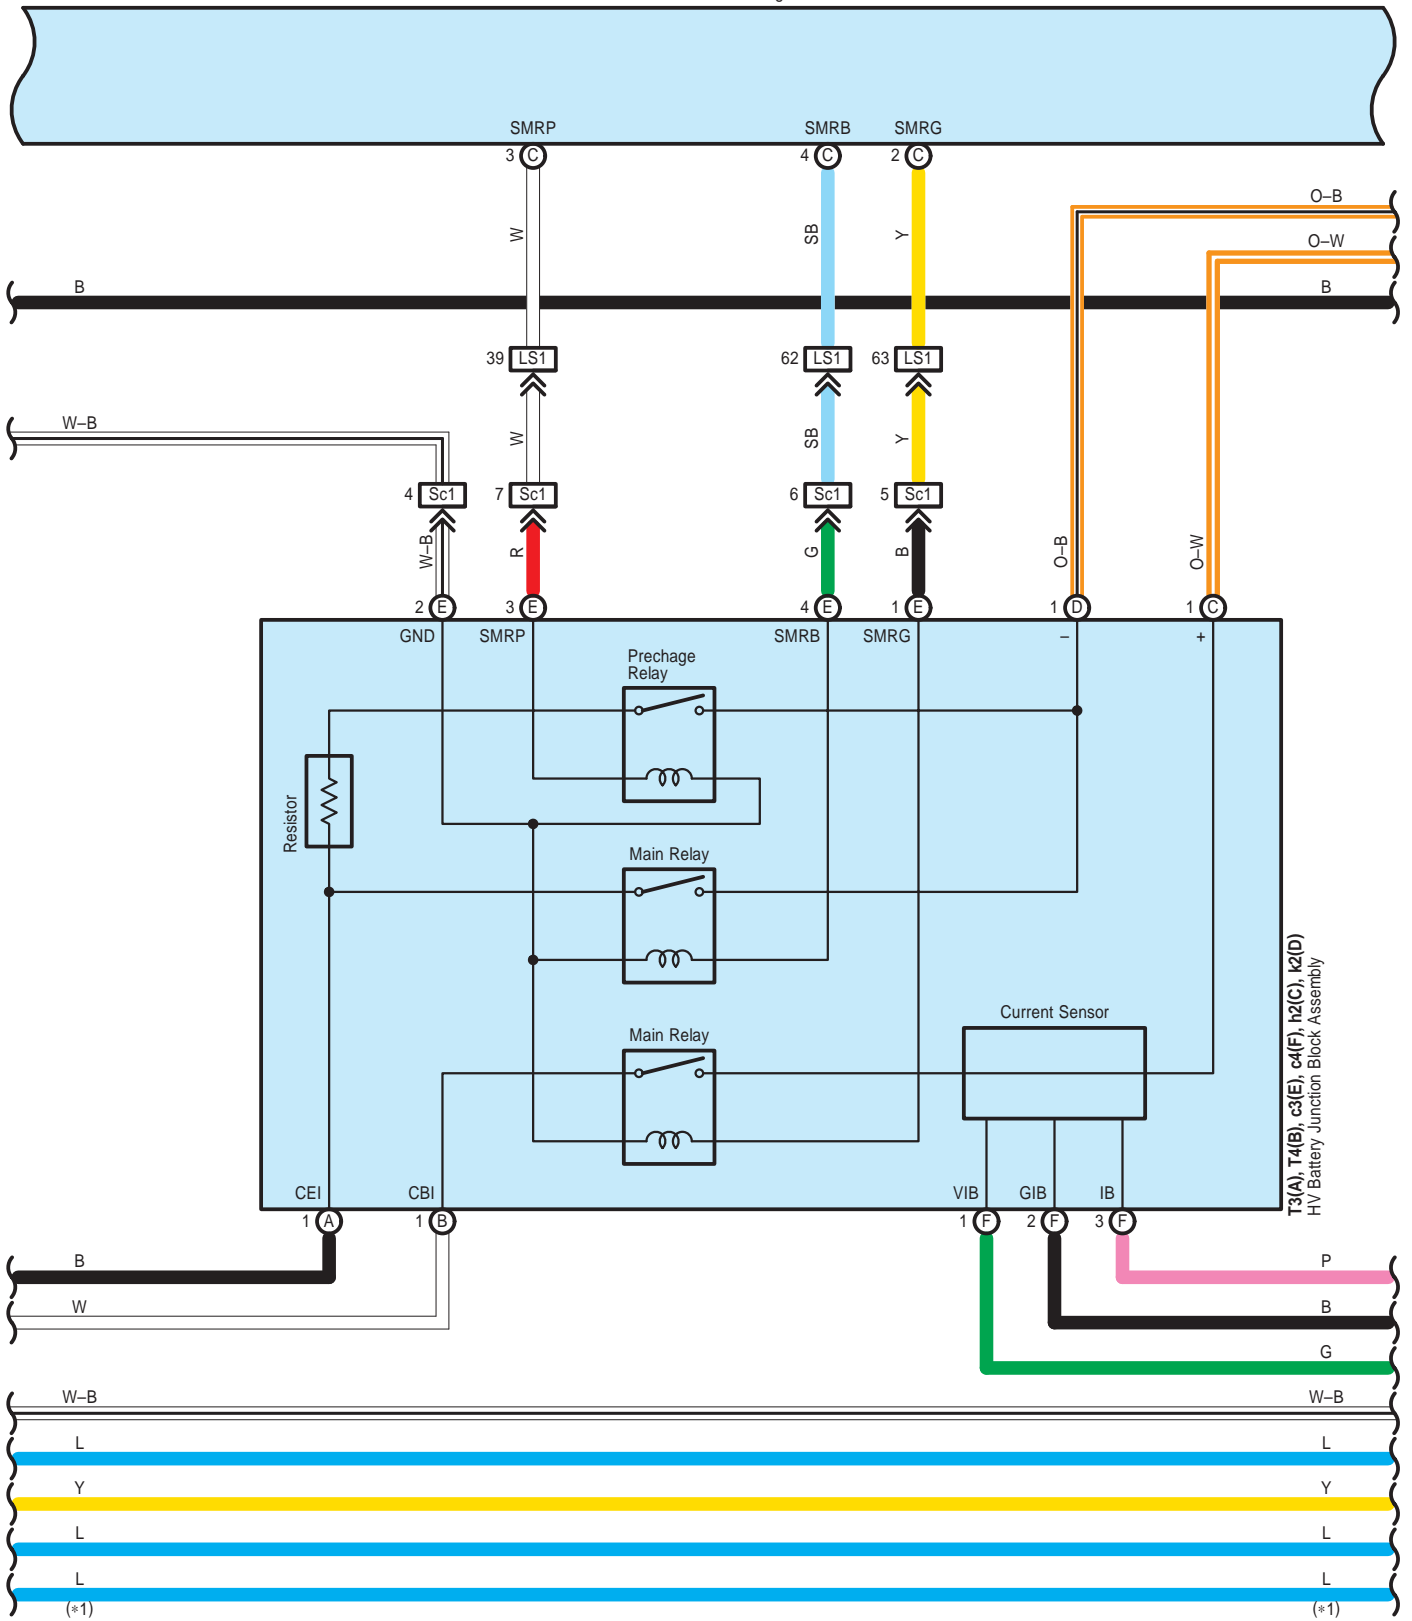 SMRP SMRB SMRG
3 C 4 C 2 C
O–B
W SB Y
O–W
B B
39 LS1 62 LS1 63 LS1
W–B
W SB Y
4 Sc1 7 Sc1 6 Sc1 5 Sc1
W–B R G B O–B O–W
2 E 3 E 4 E 1 E 1 D 1 C
GND SMRP SMRB SMRG – +
Prechage
Relay
Resistor
Main Relay
Current Sensor
Main Relay
T3(A), T4(B), c3(E), c4(F), h2(C), k2(D)
HV Battery Junction Block Assembly
CEI CBI VIB GIB IB
1 A 1 B 1 F 2 F 3 F
B P
W B
G
W–B W–B
L L
Y Y
L L
L L
(*1) (*1)